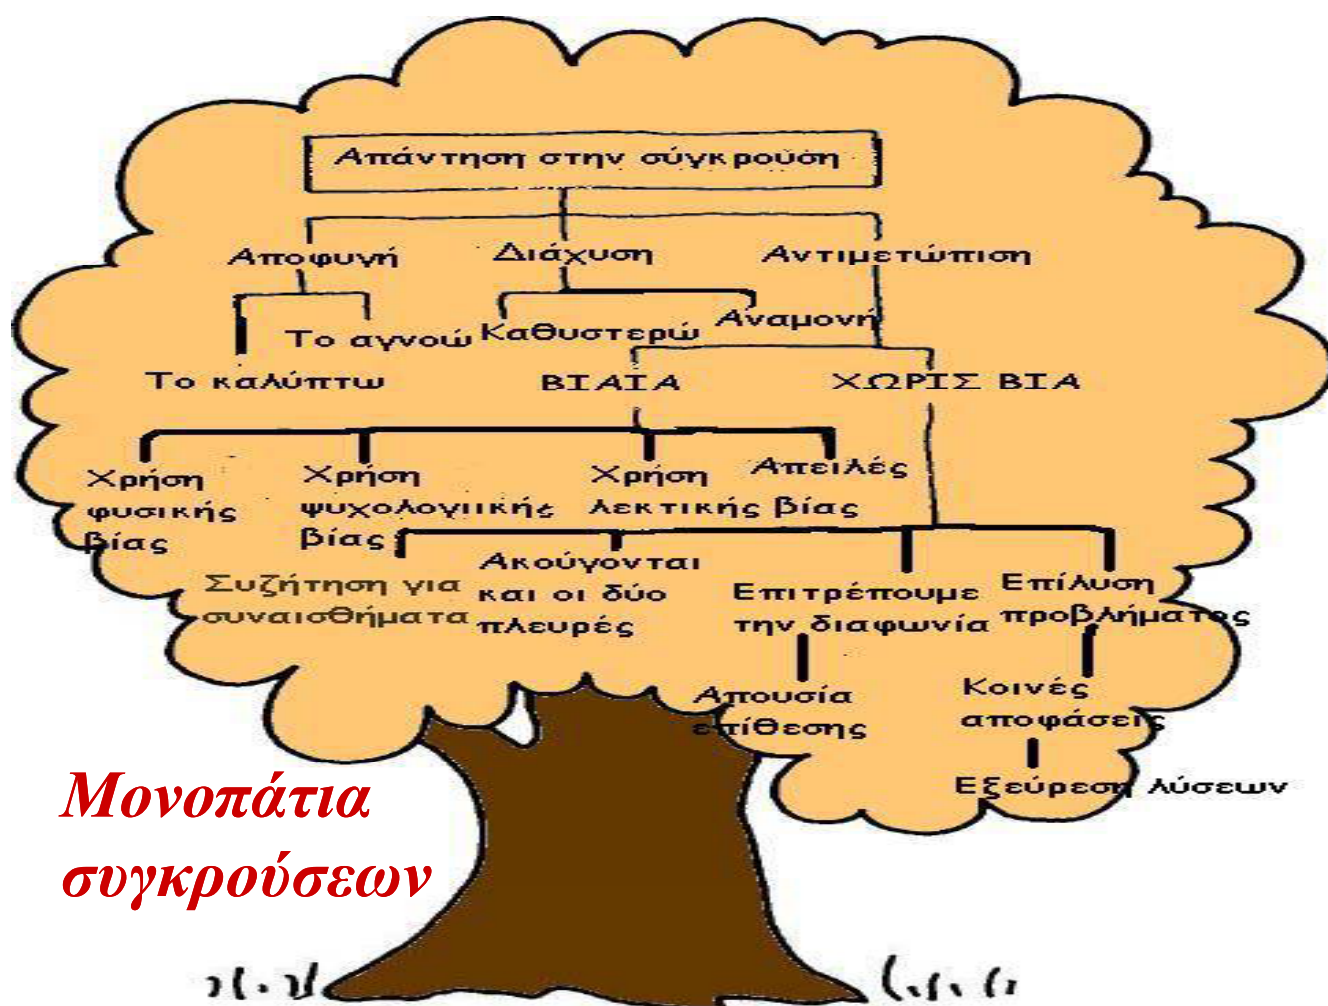 Απάντηση στην σύγκρουση
Αποφυγή
Διάχυση
Αντιμετώπιση
Το αγνοώ
Καθυστερώ
Αναμονή
Το καλύπτω
ΒΙΑΙΑ
ΧΩΡΙΣ ΒΙΑ
Χρήση
φυσικής
βίας
Χρήση
ψυχολογιικής
βίας
Χρήση
λεκτικής βίας
Απειλές
Συζήτηση για
συναισθήματα
Ακούγονται
και οι δύο
πλευρές
Επιτρέπουμε
την διαφωνία
Επίλυση
προβλήματος
Απουσία
επίθεσης
Κοινές
αποφάσεις
Εξεύρεση λύσεων
Μονοπάτια
συγκρούσεων